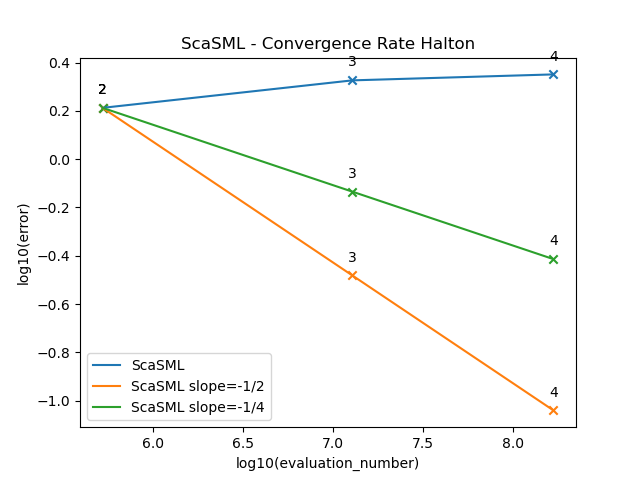 ScaSML - Convergence Rate Halton
0.4
0.2
0.0
−0.2
−0.4
−0.6
−0.8
−1.0
log10(error)
2
3
4
3
4
3
4
ScaSML
ScaSML slope=-1/2
ScaSML slope=-1/4
6.0 6.5 7.0 7.5 8.0
log10(evaluation_number)